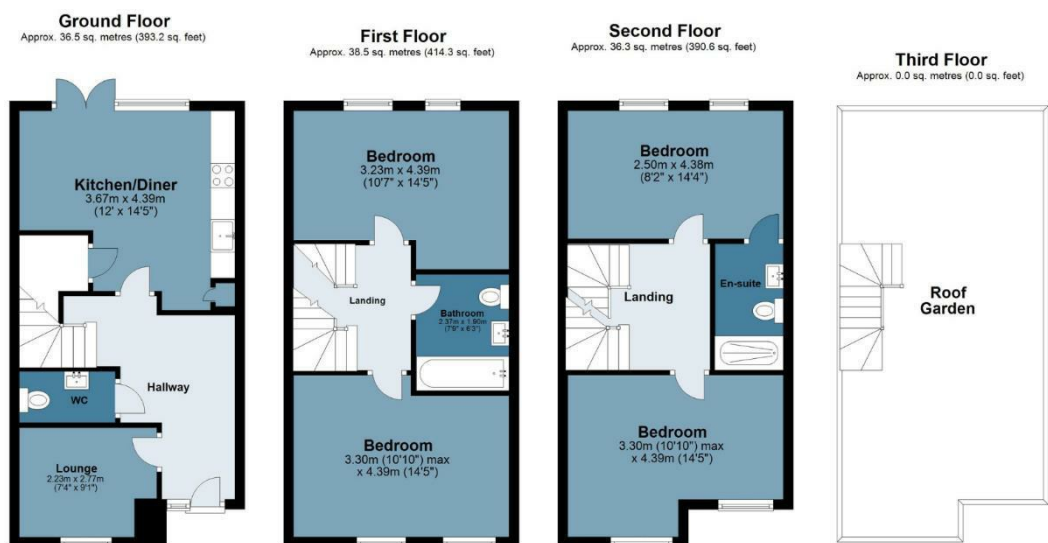 Ground Floor
Approx. 36.5 sq. metres (393.2 sq. feet)
Kitchen/Diner
3.67m x 4.39m
(12' x 14'5")
WC
Hallway
Lounge
2.23m x 2.77m
(7'4" x 9'1")
First Floor
Approx. 38.5 sq. metres (414.3 sq. feet)
Bedroom
3.23m x 4.39m
(10'7" x 14'5")
Landing
Bathroom
2.37m x 1.90m
(7'9" x 6'3")
Bedroom
3.30m (10'10") max
x 4.39m (14'5")
Second Floor
Approx. 36.3 sq. metres (390.6 sq. feet)
Bedroom
2.50m x 4.38m
(8'2" x 14'4")
Landing
En-suite
Bedroom
3.30m (10'10") max
x 4.39m (14'5")
Third Floor
Approx. 0.0 sq. metres (0.0 sq. feet)
Roof
Garden